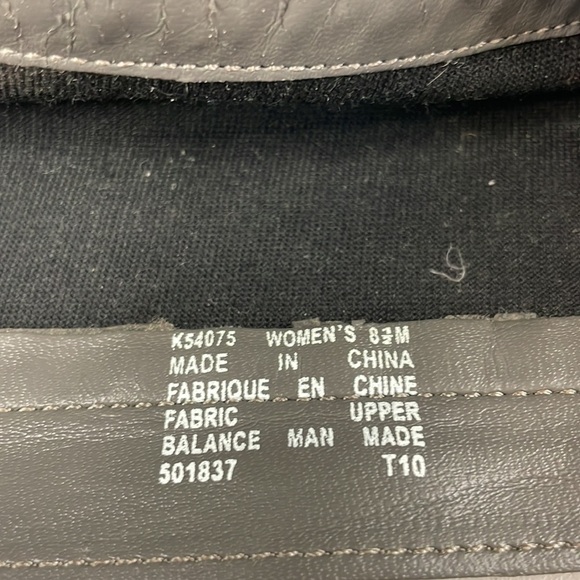 K54075 WOMEN'S 8½M
MADE IN CHINA
FABRIQUE EN CHINE
FABRIC UPPER
BALANCE MAN MADE
501837 T10